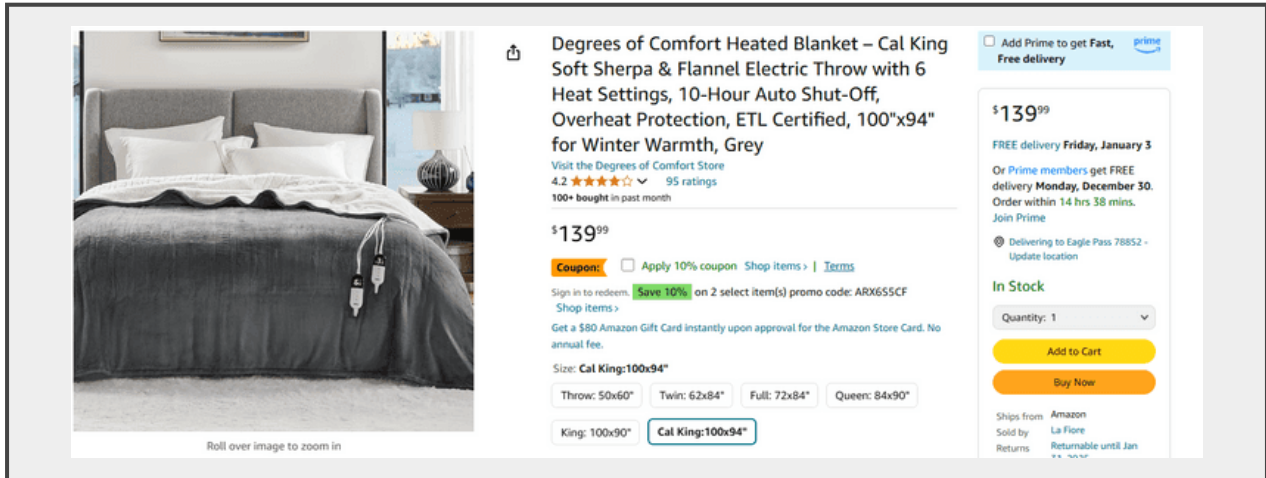 Degrees of Comfort Heated Blanket – Cal King
Soft Sherpa & Flannel Electric Throw with 6
Heat Settings, 10-Hour Auto Shut-Off,
Overheat Protection, ETL Certified, 100"x94"
for Winter Warmth, Grey
Visit the Degrees of Comfort Store
4.2 95 ratings
100+ bought in past month
$139.99
Coupon: Apply 10% coupon Shop items › | Terms
Sign in to redeem. Save 10% on 2 select item(s) promo code: ARX6S5CF
Shop items ›
Get a $80 Amazon Gift Card instantly upon approval for the Amazon Store Card. No
annual fee.
Size: Cal King:100x94"
Throw: 50x60" Twin: 62x84" Full: 72x84" Queen: 84x90"
King: 100x90" Cal King:100x94"
Roll over image to zoom in
Add Prime to get Fast, prime
Free delivery
$139.99
FREE delivery Friday, January 3
Or Prime members get FREE
delivery Monday, December 30.
Order within 14 hrs 38 mins.
Join Prime
Delivering to Eagle Pass 78852 -
Update location
In Stock
Quantity: 1
Add to Cart
Buy Now
Ships from Amazon
Sold by La Fiore
Returns Returnable until Jan